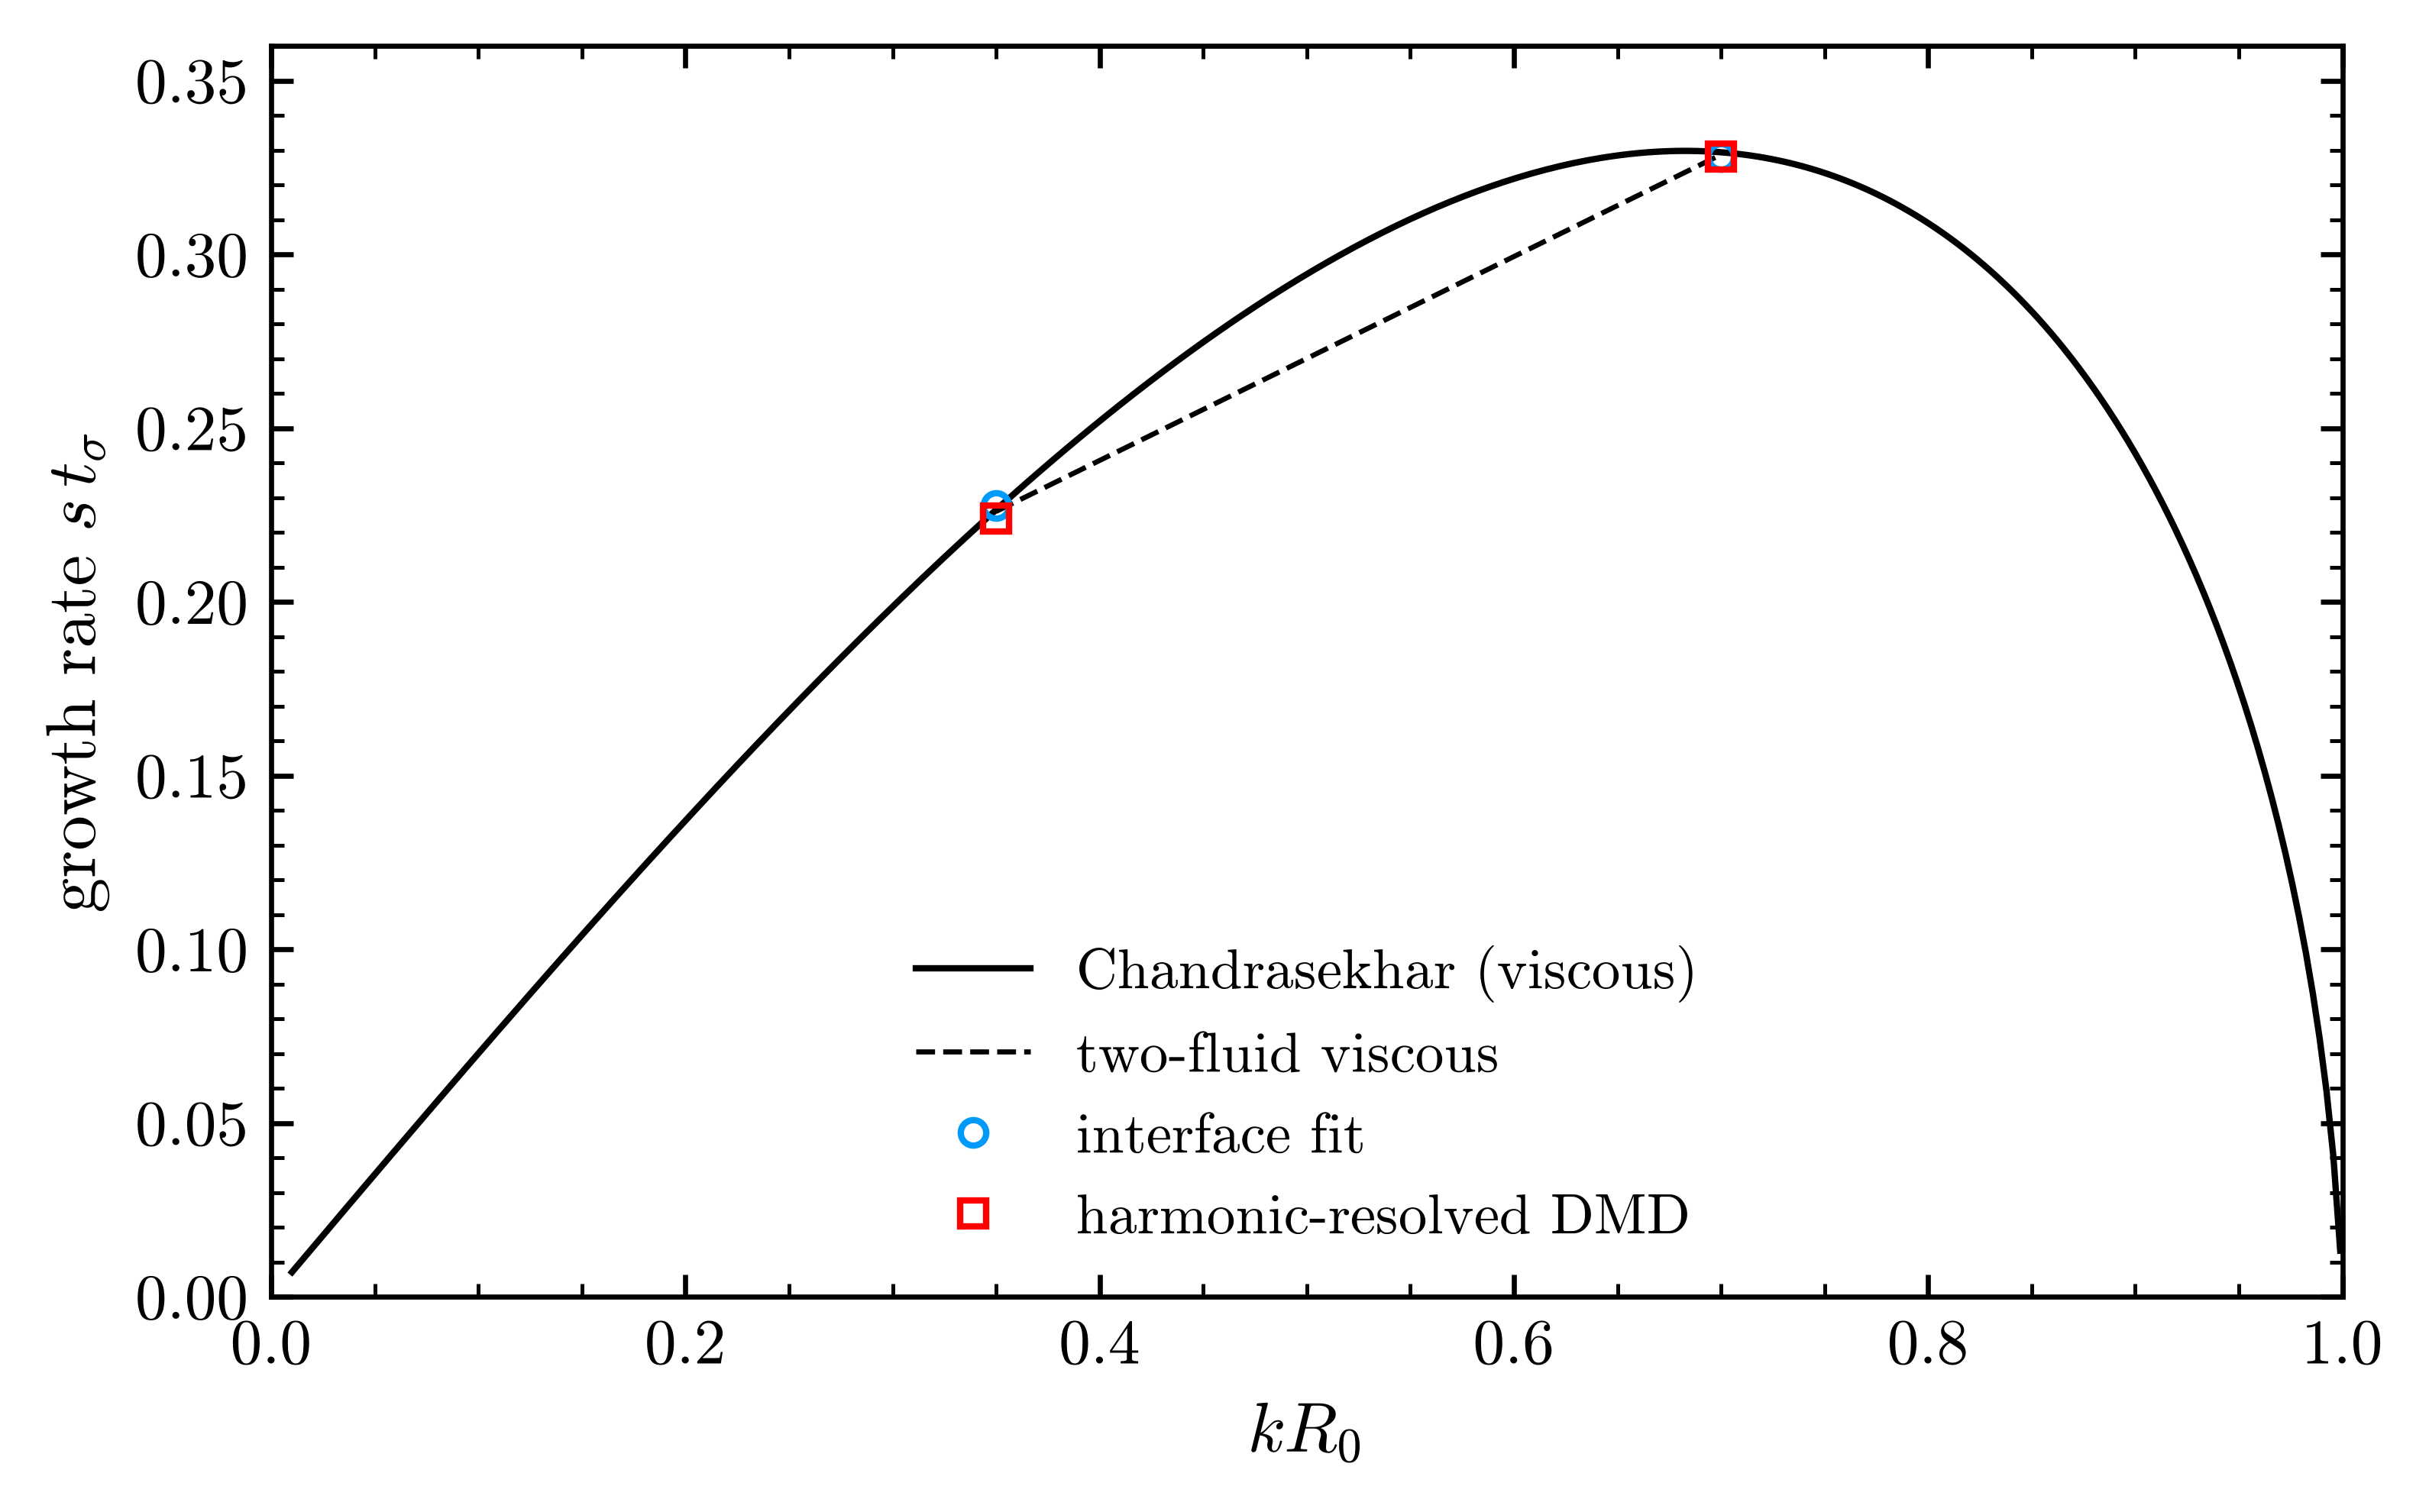 0.35
0.30
0.25
0.20
0.15
0.10
0.05
0.00
growth rate s t_σ
Chandrasekhar (viscous)
two-fluid viscous
interface fit
harmonic-resolved DMD
0.0 0.2 0.4 0.6 0.8 1.0
kR₀